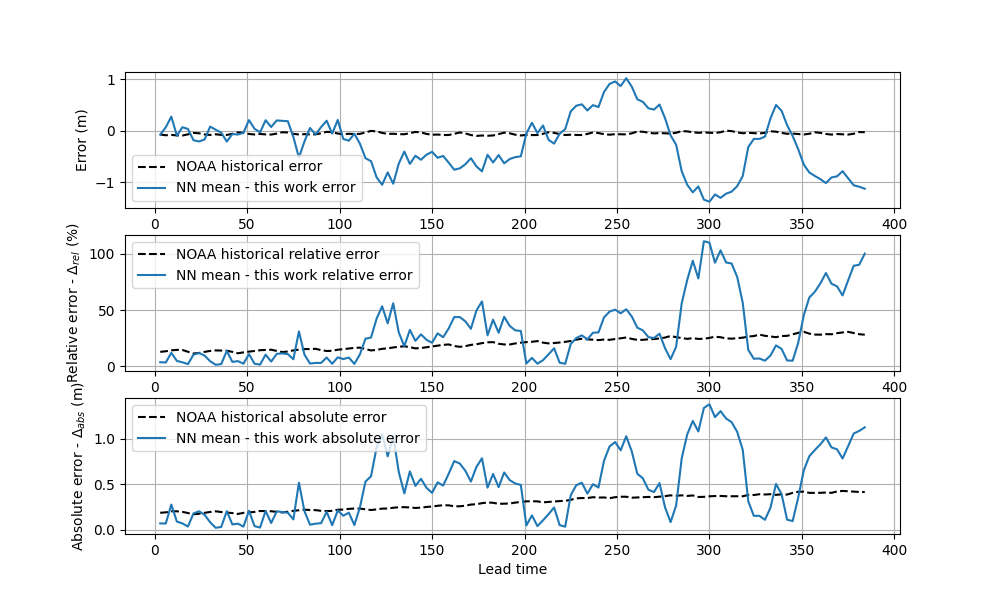 1
0
−1
Error (m)
NOAA historical error
NN mean - this work error
0 50 100 150 200 250 300 350 400
100
50
0
Relative error - Δrel (%)
NOAA historical relative error
NN mean - this work relative error
0 50 100 150 200 250 300 350 400
1.0
0.5
0.0
Absolute error - Δabs (m)
NOAA historical absolute error
NN mean - this work absolute error
0 50 100 150 200 250 300 350 400
Lead time